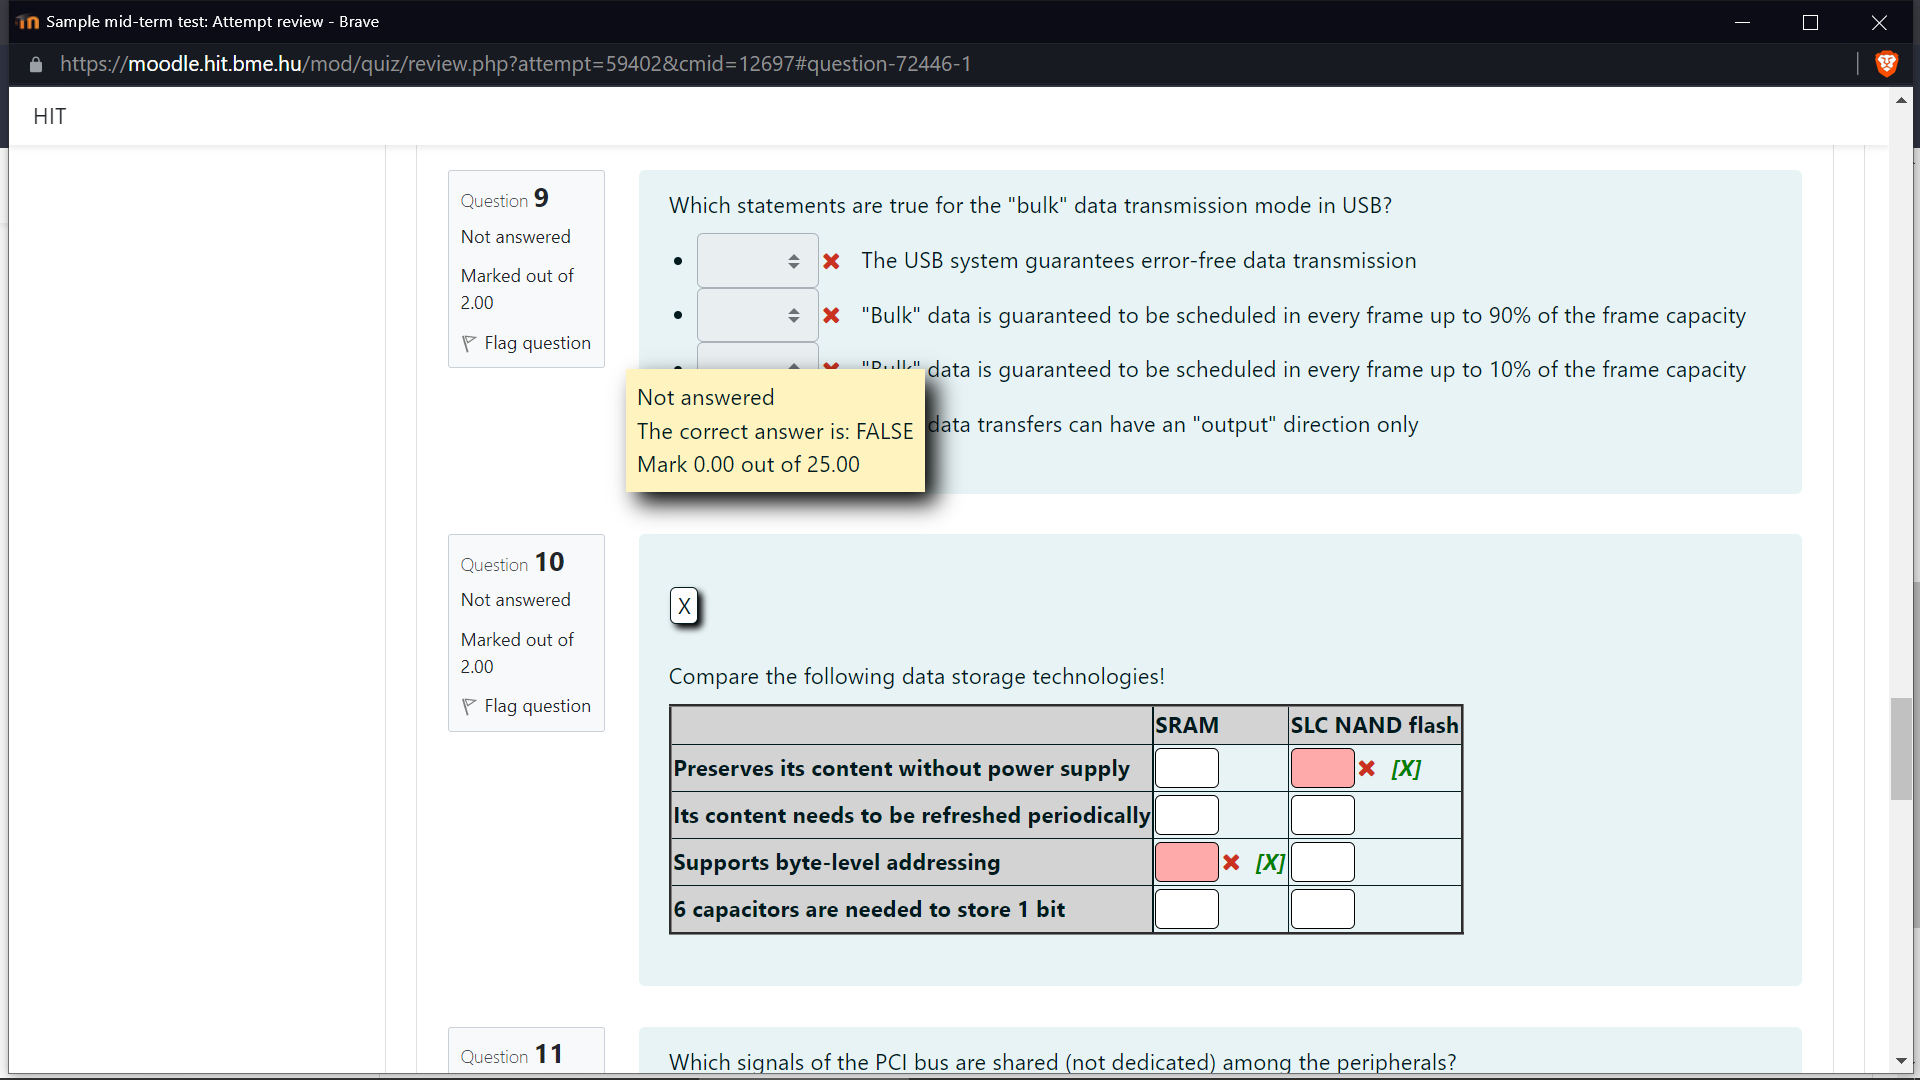 Sample mid-term test: Attempt review - Brave
https://moodle.hit.bme.hu/mod/quiz/review.php?attempt=59402&cmid=12697#question-72446-1
HIT
Question 9
Not answered
Marked out of
2.00
Flag question
Which statements are true for the "bulk" data transmission mode in USB?
The USB system guarantees error-free data transmission
"Bulk" data is guaranteed to be scheduled in every frame up to 90% of the frame capacity
"Bulk" data is guaranteed to be scheduled in every frame up to 10% of the frame capacity
data transfers can have an "output" direction only
Not answered
The correct answer is: FALSE
Mark 0.00 out of 25.00
Question 10
Not answered
Marked out of
2.00
Flag question
X
Compare the following data storage technologies!
SRAM SLC NAND flash
Preserves its content without power supply [X]
Its content needs to be refreshed periodically
Supports byte-level addressing [X]
6 capacitors are needed to store 1 bit
Question 11
Which signals of the PCI bus are shared (not dedicated) among the peripherals?